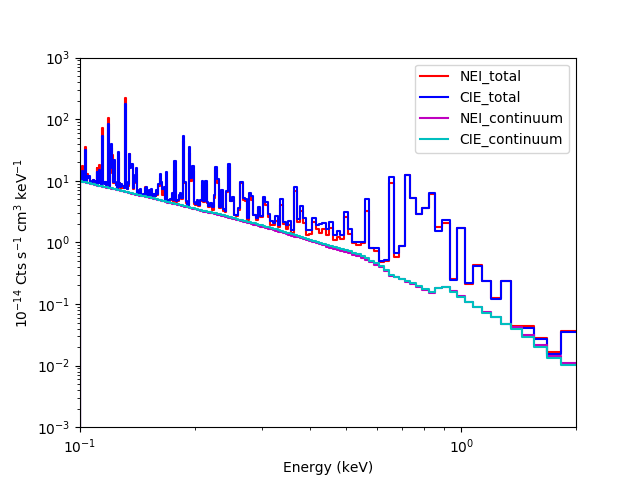 10³
10²
10¹
10⁰
10⁻¹
10⁻²
10⁻³
10⁻¹
10⁰
10⁻¹⁴ Cts s⁻¹ cm³ keV⁻¹
Energy (keV)
NEI_total
CIE_total
NEI_continuum
CIE_continuum